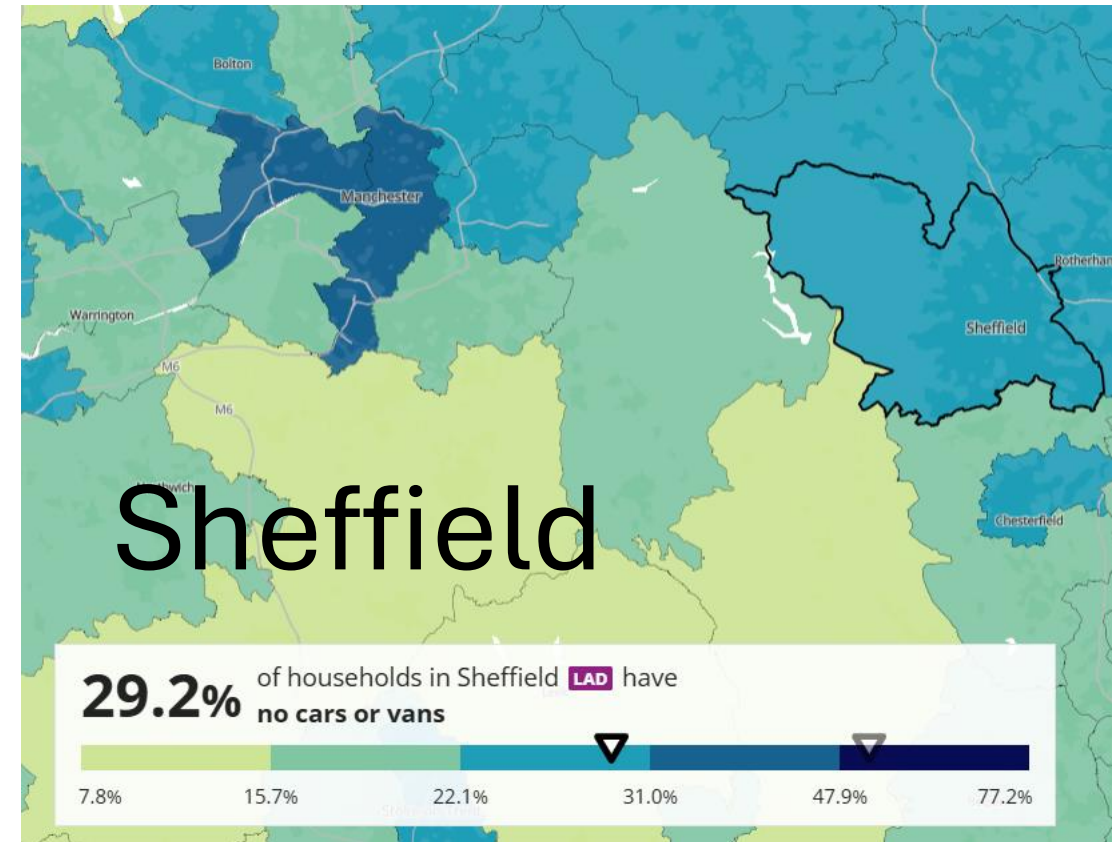 Bolton
Manchester
Rotherham
Warrington
Sheffield
M6
M6
Sheffield
Chesterfield
29.2% of households in Sheffield LAD have
no cars or vans
7.8% 15.7% 22.1% 31.0% 47.9% 77.2%